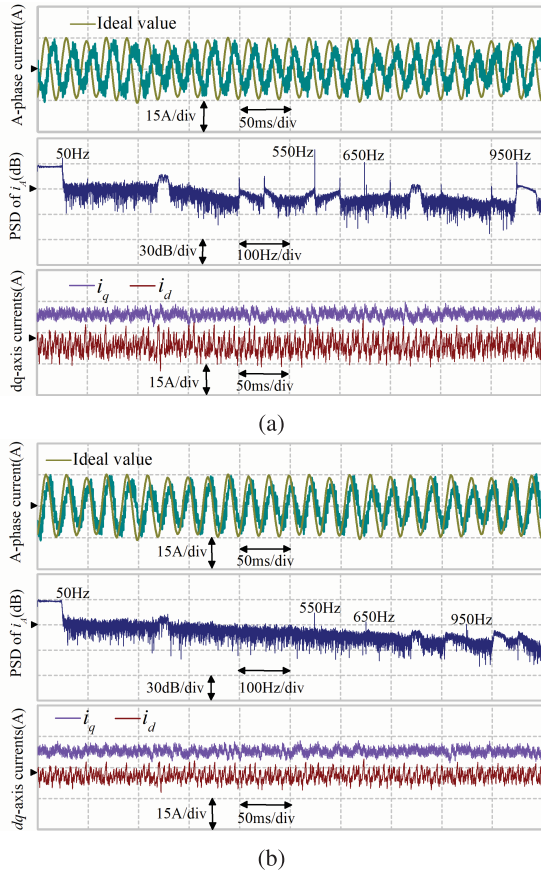 Ideal value
A-phase current(A)
15A/div
50ms/div
50Hz
550Hz
650Hz
950Hz
PSD of iA(dB)
30dB/div
100Hz/div
iq id
dq-axis currents(A)
15A/div
50ms/div
(a)
Ideal value
A-phase current(A)
15A/div
50ms/div
50Hz
550Hz
650Hz
950Hz
PSD of iA(dB)
30dB/div
100Hz/div
iq id
dq-axis currents(A)
15A/div
50ms/div
(b)